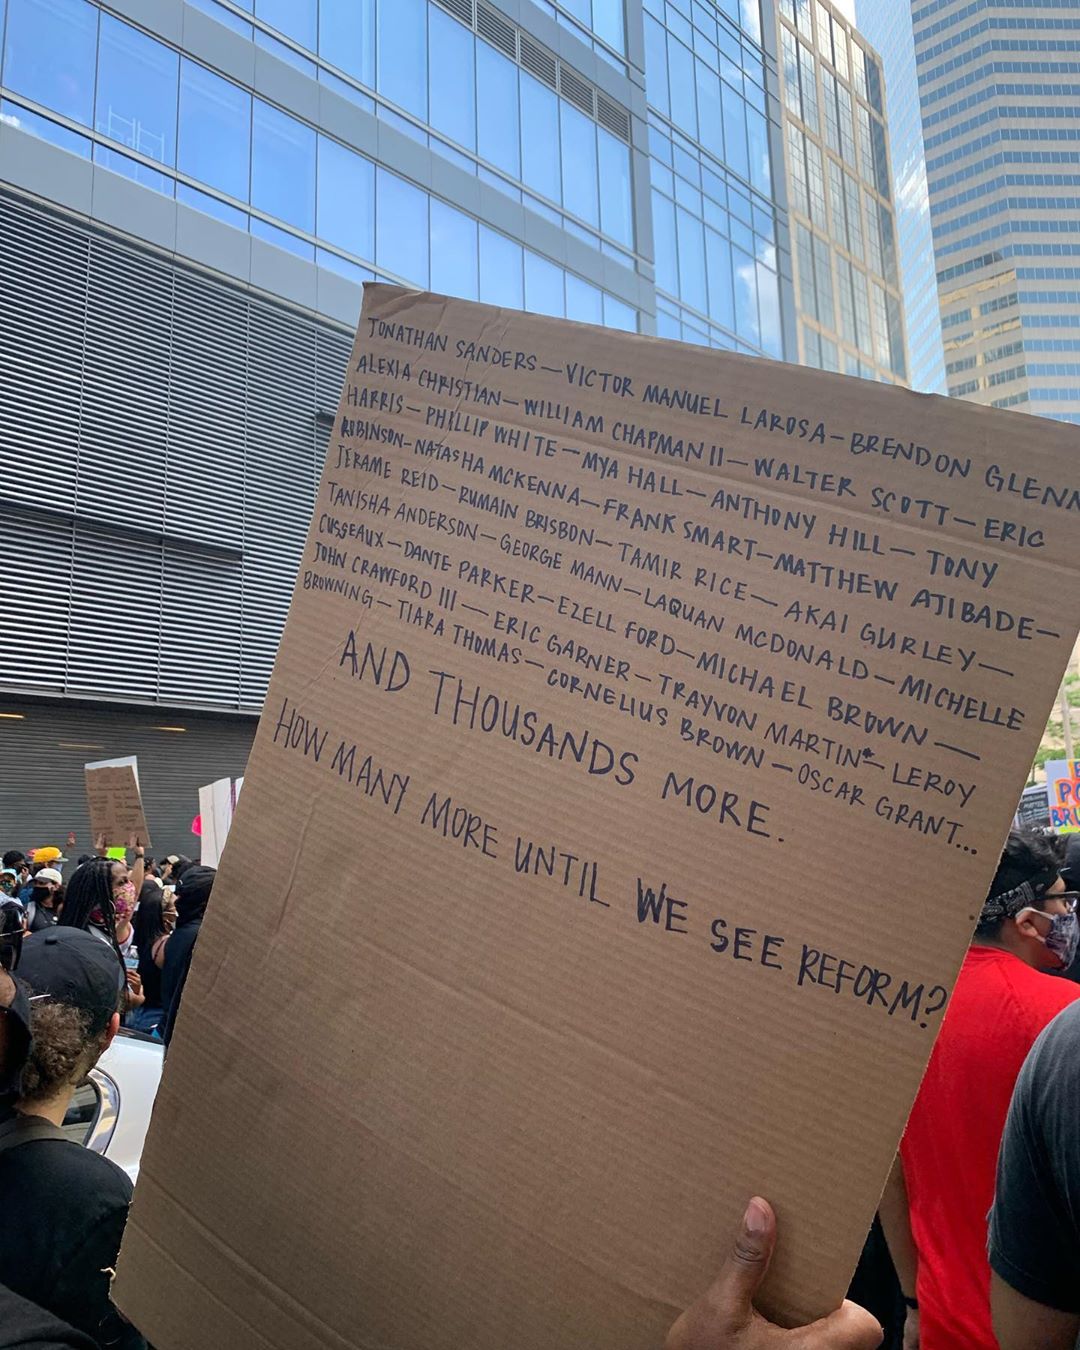 TONATHAN SANDERS—VICTOR MANUEL LAROSA—BRENDON GLENN
ALEXIA CHRISTIAN—WILLIAM CHAPMAN II—WALTER SCOTT—ERIC
HARRIS—PHILLIP WHITE—MYA HALL—ANTHONY HILL—TONY
ROBINSON—NATASHA MCKENNA—FRANK SMART—MATTHEW AJIBADE—
JERAME REID—RUMAIN BRISBON—TAMIR RICE—AKAI GURLEY—
TANISHA ANDERSON—GEORGE MANN—LAQUAN MCDONALD—MICHELLE
CUSSEAUX—DANTE PARKER—EZELL FORD—MICHAEL BROWN—
JOHN CRAWFORD III—ERIC GARNER—TRAYVON MARTIN*—LEROY
BROWNING—TIARA THOMAS—CORNELIUS BROWN—OSCAR GRANT...
AND THOUSANDS MORE.
HOW MANY MORE UNTIL WE SEE REFORM?